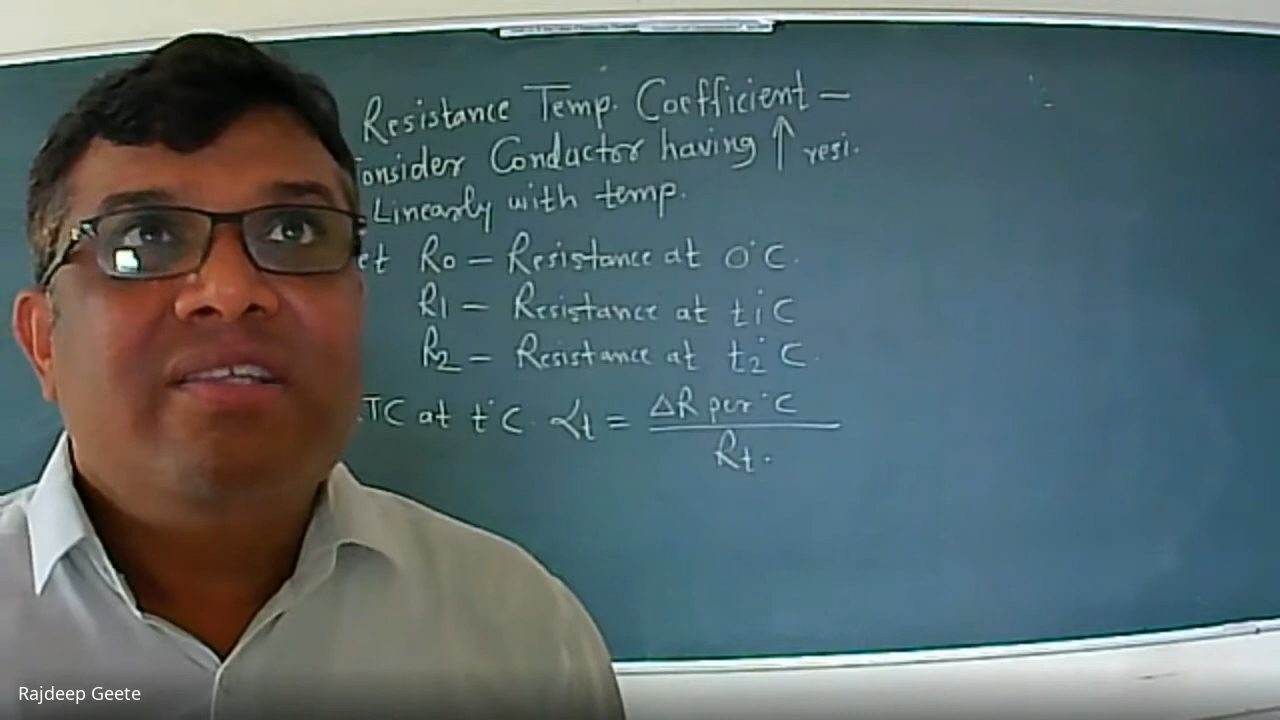 Resistance Temp. Coefficient –
onsider Conductor having ↑ resi.
Linearly with temp.
et R0 – Resistance at 0°C.
R1 – Resistance at t1°C
R2 – Resistance at t2°C.
TC at t°C. αt = ΔR per °C / Rt.
Rajdeep Geete